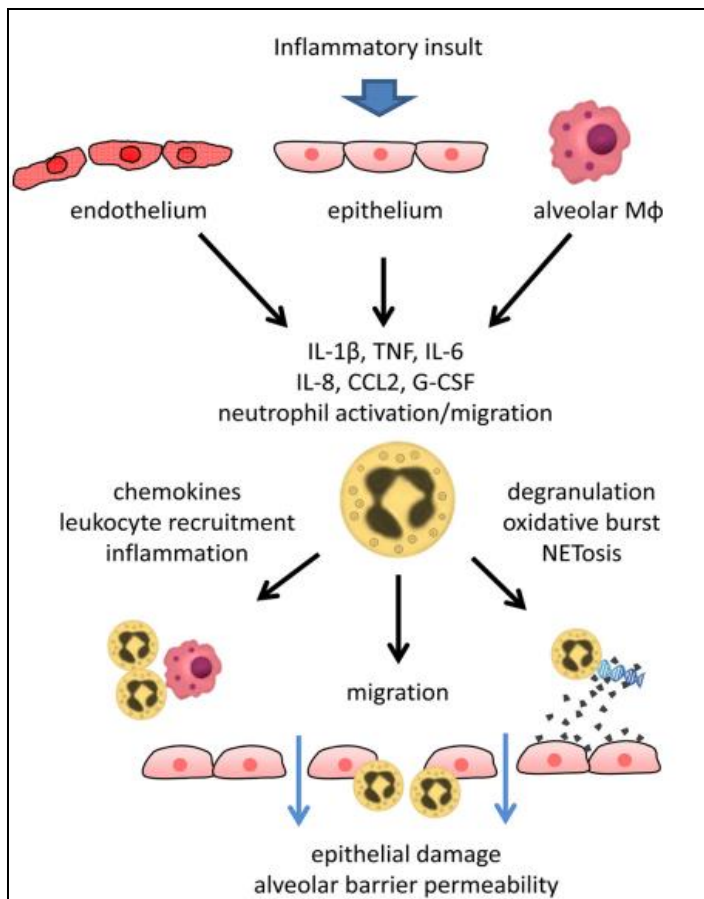 Inflammatory insult
endothelium
epithelium
alveolar Mϕ
IL-1β, TNF, IL-6
IL-8, CCL2, G-CSF
neutrophil activation/migration
chemokines
leukocyte recruitment
inflammation
degranulation
oxidative burst
NETosis
migration
epithelial damage
alveolar barrier permeability